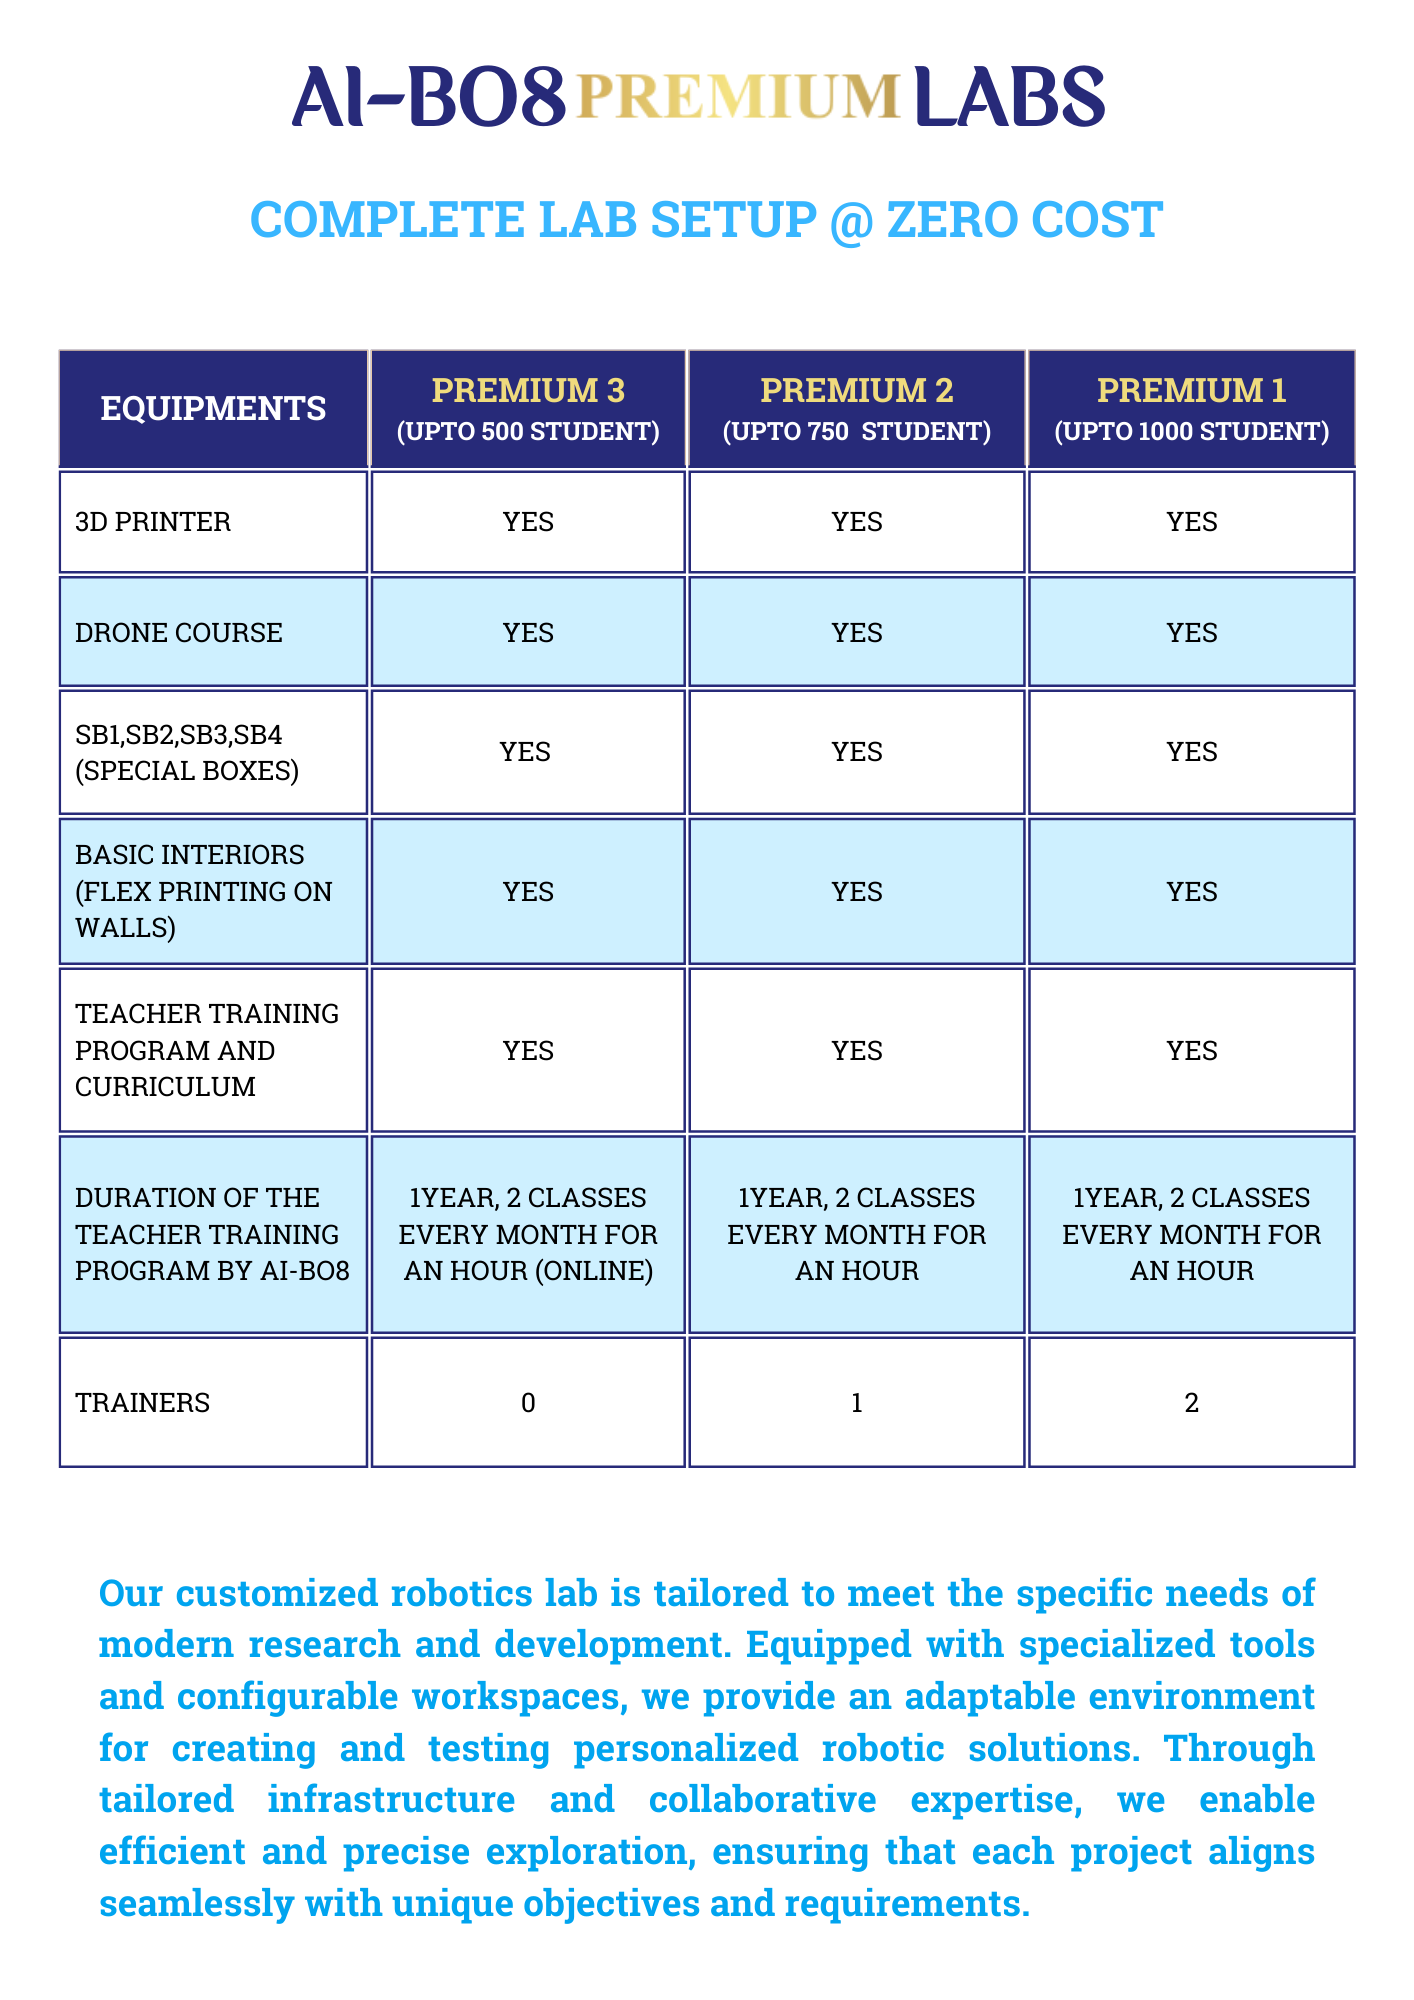 AI-BO8 PREMIUM LABS
COMPLETE LAB SETUP @ ZERO COST
EQUIPMENTS
PREMIUM 3
(UPTO 500 STUDENT)
PREMIUM 2
(UPTO 750 STUDENT)
PREMIUM 1
(UPTO 1000 STUDENT)
3D PRINTER
YES
YES
YES
DRONE COURSE
YES
YES
YES
SB1,SB2,SB3,SB4
(SPECIAL BOXES)
YES
YES
YES
BASIC INTERIORS
(FLEX PRINTING ON
WALLS)
YES
YES
YES
TEACHER TRAINING
PROGRAM AND
CURRICULUM
YES
YES
YES
DURATION OF THE
TEACHER TRAINING
PROGRAM BY AI-BO8
1YEAR, 2 CLASSES
EVERY MONTH FOR
AN HOUR (ONLINE)
1YEAR, 2 CLASSES
EVERY MONTH FOR
AN HOUR
1YEAR, 2 CLASSES
EVERY MONTH FOR
AN HOUR
TRAINERS
0
1
2
Our customized robotics lab is tailored to meet the specific needs of
modern research and development. Equipped with specialized tools
and configurable workspaces, we provide an adaptable environment
for creating and testing personalized robotic solutions. Through
tailored infrastructure and collaborative expertise, we enable
efficient and precise exploration, ensuring that each project aligns
seamlessly with unique objectives and requirements.